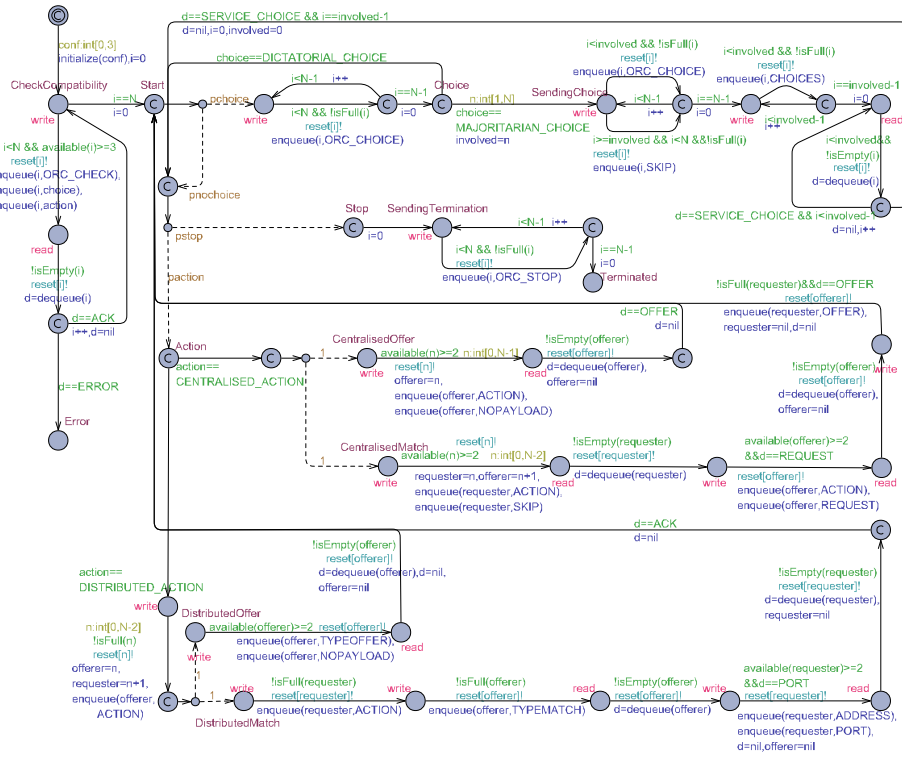 d==SERVICE_CHOICE && i==involved-1
d=nil,i=0,involved=0
conf:int[0,3]
initialize(conf),i=0
choice==DICTATORIAL_CHOICE
CheckCompatibility
write
i==N
i=0
Start
pchoice
i<N-1 i++
write
i<N && !isFull(i)
reset[i]!
enqueue(i,ORC_CHOICE)
i==N-1
i=0
Choice
n:int[1,N]
choice==
MAJORITARIAN_CHOICE
involved=n
i<involved && !isFull(i)
reset[i]!
enqueue(i,ORC_CHOICE)
SendingChoice
write
i<N-1
i++
i>=involved && i<N &&!isFull(i)
reset[i]!
enqueue(i,SKIP)
i==N-1
i=0
i<involved && !isFull(i)
reset[i]!
enqueue(i,CHOICES)
write
i<involved-1
i++
i==involved-1
i=0
read
i<involved&&
!isEmpty(i)
reset[i]!
d=dequeue(i)
d==SERVICE_CHOICE && i<involved-1
d=nil,i++
i<N && available(i)>=3
reset[i]!
nqueue(i,ORC_CHECK),
nqueue(i,choice),
nqueue(i,action)
read
!isEmpty(i)
reset[i]!
d=dequeue(i)
d==ACK
i++,d=nil
d==ERROR
Error
pnochoice
pstop
paction
Stop
i=0
SendingTermination
write
i<N-1 i++
i<N && !isFull(i)
reset[i]!
enqueue(i,ORC_STOP)
i==N-1
i=0
Terminated
Action
action==
CENTRALISED_ACTION
1
CentralisedOffer
write
available(n)>=2 n:int[0,N-1]
reset[n]!
offerer=n,
enqueue(offerer,ACTION),
enqueue(offerer,NOPAYLOAD)
read
!isEmpty(offerer)
reset[offerer]!
d=dequeue(offerer),
offerer=nil
d==OFFER
d=nil
!isFull(requester)&&d==OFFER
reset[offerer]!
enqueue(requester,OFFER),
requester=nil,d=nil
write
!isEmpty(offerer)
reset[offerer]!
d=dequeue(offerer),
offerer=nil
1
CentralisedMatch
write
reset[n]!
available(n)>=2 n:int[0,N-2]
requester=n,offerer=n+1,
enqueue(requester,ACTION),
enqueue(requester,SKIP)
read
!isEmpty(requester)
reset[requester]!
d=dequeue(requester)
write
available(offerer)>=2
&&d==REQUEST
reset[offerer]!
enqueue(offerer,ACTION),
enqueue(offerer,REQUEST)
read
d==ACK
d=nil
action==
DISTRIBUTED_ACTION
write
n:int[0,N-2]
!isFull(n)
reset[n]!
offerer=n,
requester=n+1,
enqueue(offerer,
ACTION)
DistributedOffer
write
available(offerer)>=2 reset[offerer]!
enqueue(offerer,TYPEOFFER),
enqueue(offerer,NOPAYLOAD)
read
!isEmpty(offerer)
reset[offerer]!
d=dequeue(offerer),d=nil,
offerer=nil
1
1
DistributedMatch
write
!isFull(requester)
reset[requester]!
enqueue(requester,ACTION)
write
!isFull(offerer)
reset[offerer]!
enqueue(offerer,TYPEMATCH)
read
!isEmpty(offerer)
reset[offerer]!
d=dequeue(offerer)
write
available(requester)>=2
&&d==PORT
reset[requester]!
enqueue(requester,ADDRESS),
enqueue(requester,PORT),
d=nil,offerer=nil
read
!isEmpty(requester)
reset[requester]!
d=dequeue(requester),
requester=nil